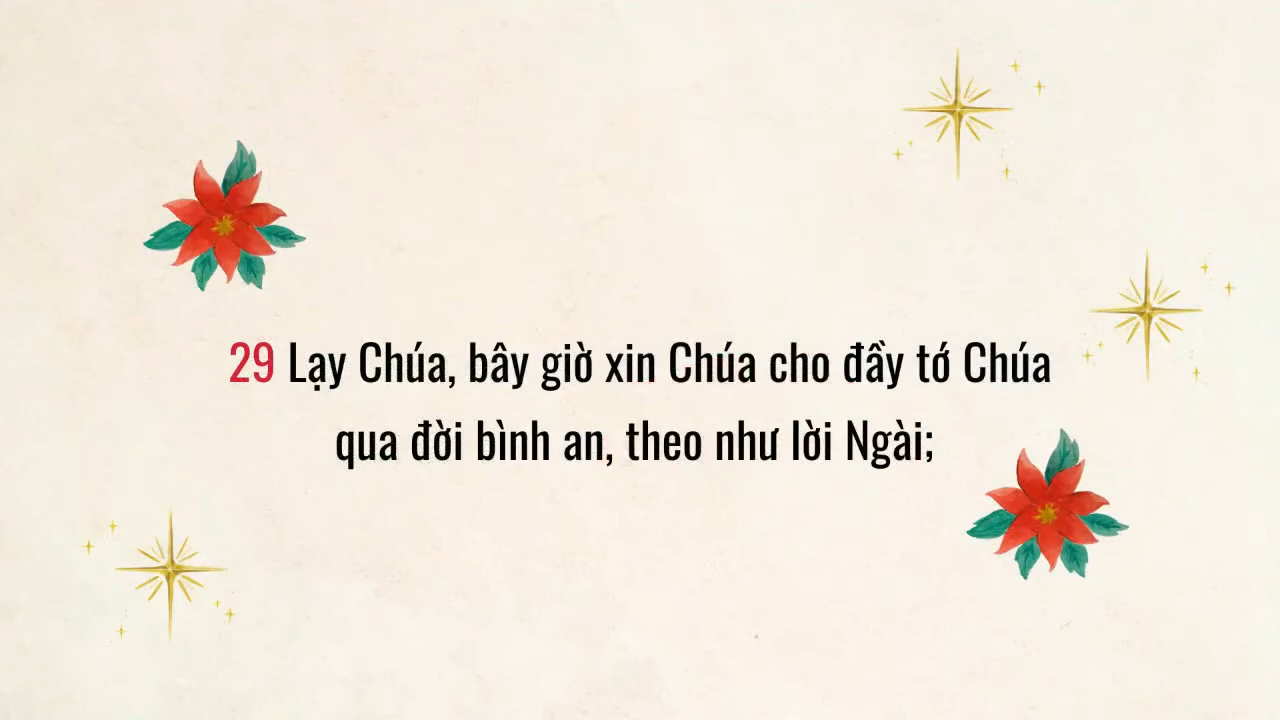 29 Lạy Chúa, bây giờ xin Chúa cho đầy tớ Chúa
qua đời bình an, theo như lời Ngài;